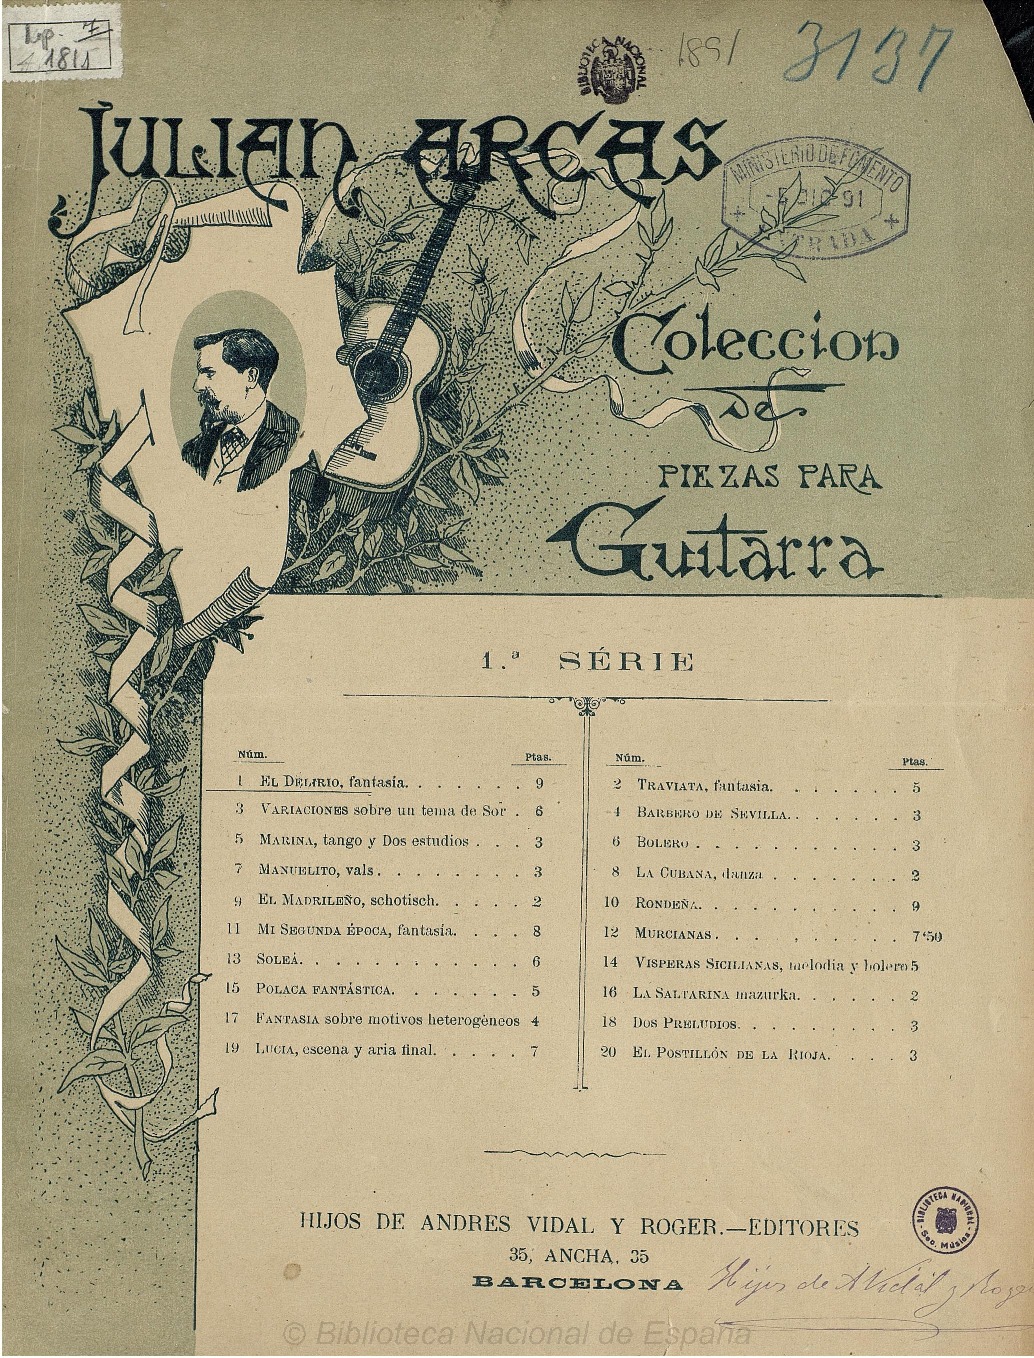 1815
BIBLIOTECA NACIONAL
1891
3137
JULIAN ARCAS
MINISTERIO DE FOMENTO
DIC 91
Coleccion
de
PIEZAS PARA
Guitarra
1.ª SÉRIE
Núm. Ptas.
1 EL DELIRIO, fantasía. 9
3 VARIACIONES sobre un tema de Sor . 6
5 MARINA, tango y Dos estudios . . . 3
7 MANUELITO, vals. . . . . . . . 3
9 EL MADRILEÑO, schotisch. . . . . 2
11 MI SEGUNDA ÉPOCA, fantasía. . . . 8
13 SOLEÁ. . . . . . . . . . . . 6
15 POLACA FANTÁSTICA. . . . . . . 5
17 FANTASIA sobre motivos heterogéneos 4
19 LUCIA, escena y aria final. . . . . 7
Núm. Ptas.
2 TRAVIATA, fantasia. . . . . . . 5
4 BARBERO DE SEVILLA. . . . . . . 3
6 BOLERO . . . . . . . . . . . 3
8 LA CUBANA, danza . . . . . . . 2
10 RONDEÑA. . . . . . . . . . . 9
12 MURCIANAS . . . . . . . . . . 7'50
14 VISPERAS SICILIANAS, melodia y bolero 5
16 LA SALTARINA mazurka. . . . . . 2
18 DOS PRELUDIOS. . . . . . . . . 3
20 EL POSTILLÓN DE LA RIOJA. . . . 3
HIJOS DE ANDRES VIDAL Y ROGER.—EDITORES
35, ANCHA, 35
BARCELONA
BIBLIOTECA NACIONAL
Sec. Música
Hijos de A Vidal y Roger
© Biblioteca Nacional de España